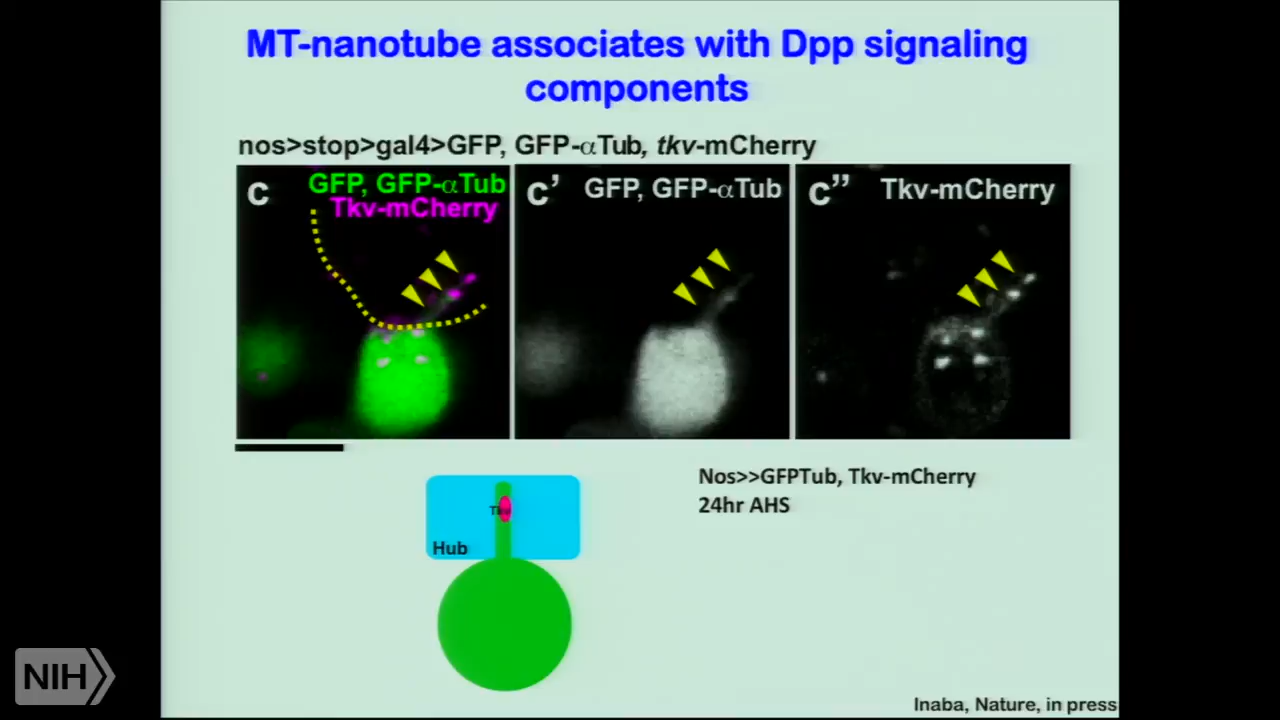 MT-nanotube associates with Dpp signaling
components
nos>stop>gal4>GFP, GFP-αTub, tkv-mCherry
c
GFP, GFP-αTub
Tkv-mCherry
c’
GFP, GFP-αTub
c”
Tkv-mCherry
Nos>>GFPTub, Tkv-mCherry
24hr AHS
Tkv
Hub
NIH
Inaba, Nature, in press